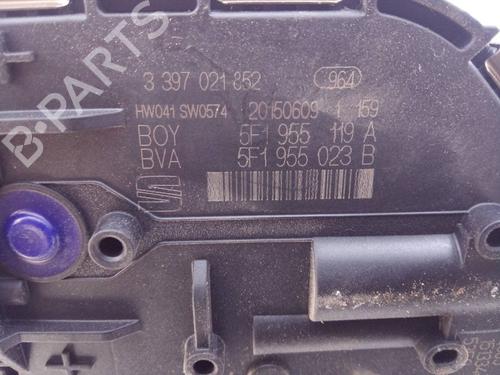 B-PARTS
3 397 021 852 964
HW041 SW0574 20150609 1 159
BOY 5F1 955 119 A
BVA 5F1 955 023 B